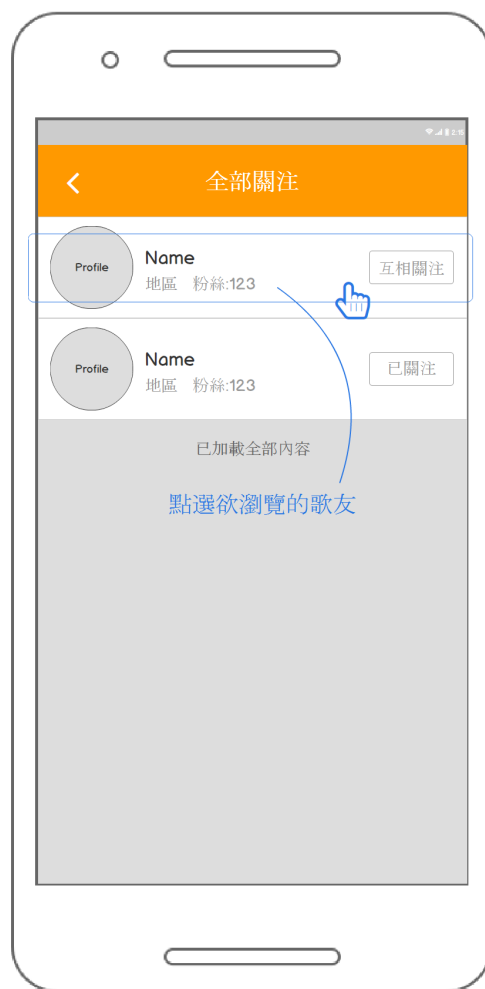 2:15
全部關注
Profile
Name
地區 粉絲:123
互相關注
Profile
Name
地區 粉絲:123
已關注
已加載全部內容
點選欲瀏覽的歌友